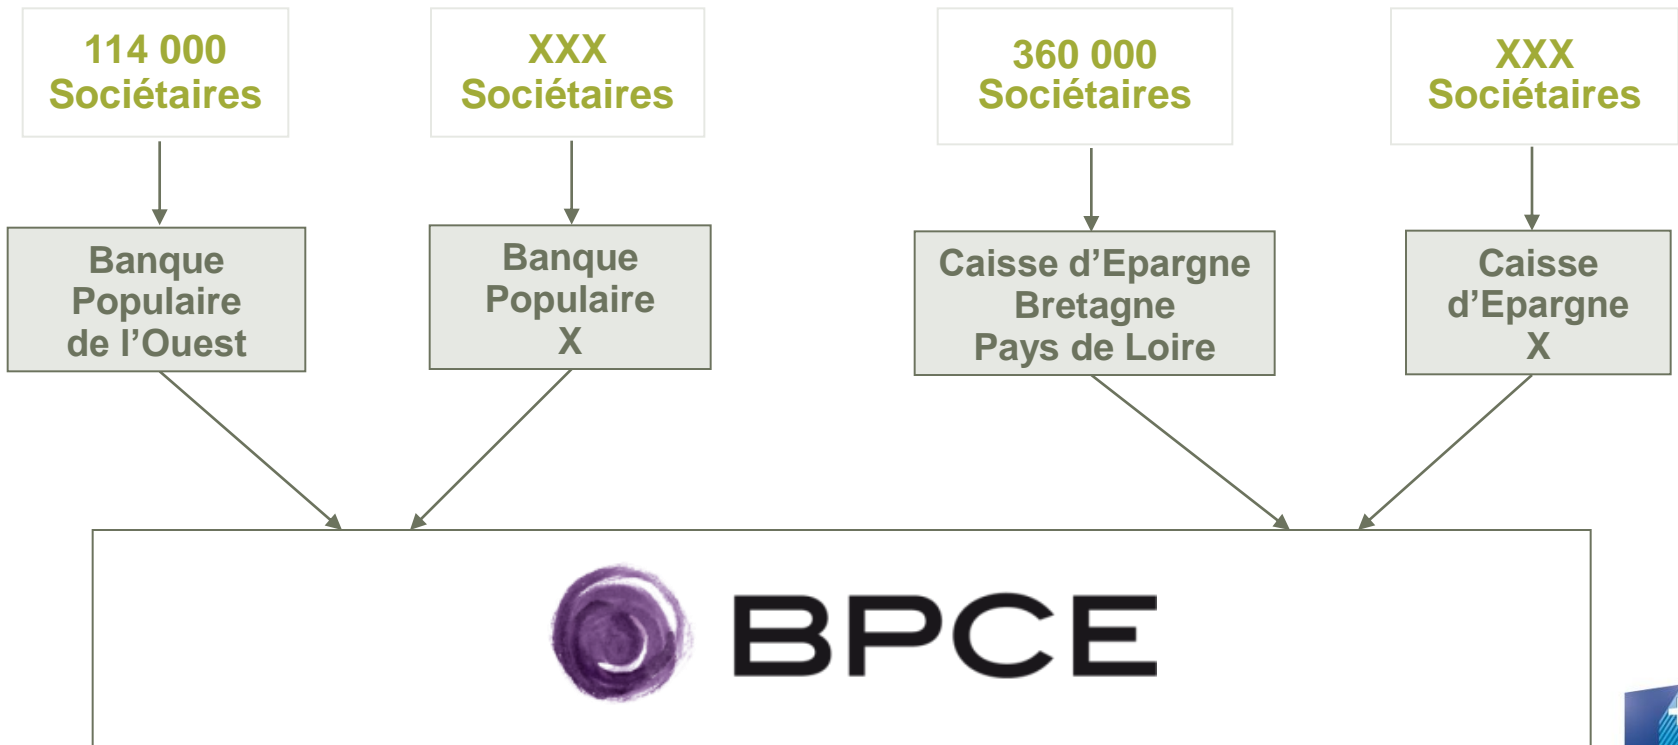 114 000
Sociétaires
XXX
Sociétaires
360 000
Sociétaires
XXX
Sociétaires
Banque
Populaire
de l’Ouest
Banque
Populaire
X
Caisse d’Epargne
Bretagne
Pays de Loire
Caisse
d’Epargne
X
BPCE